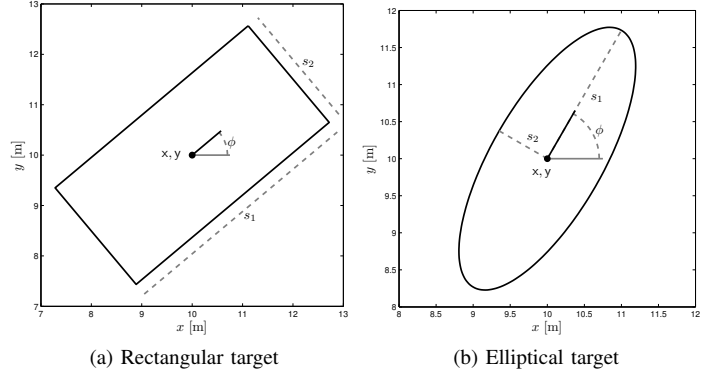 13
12
11
10
9
8
7
7 8 9 10 11 12 13
y [m]
x [m]
s₂
s₁
ϕ
x, y
(a) Rectangular target
12
11.5
11
10.5
10
9.5
9
8.5
8
8 8.5 9 9.5 10 10.5 11 11.5 12
y [m]
x [m]
s₁
s₂
ϕ
x, y
(b) Elliptical target